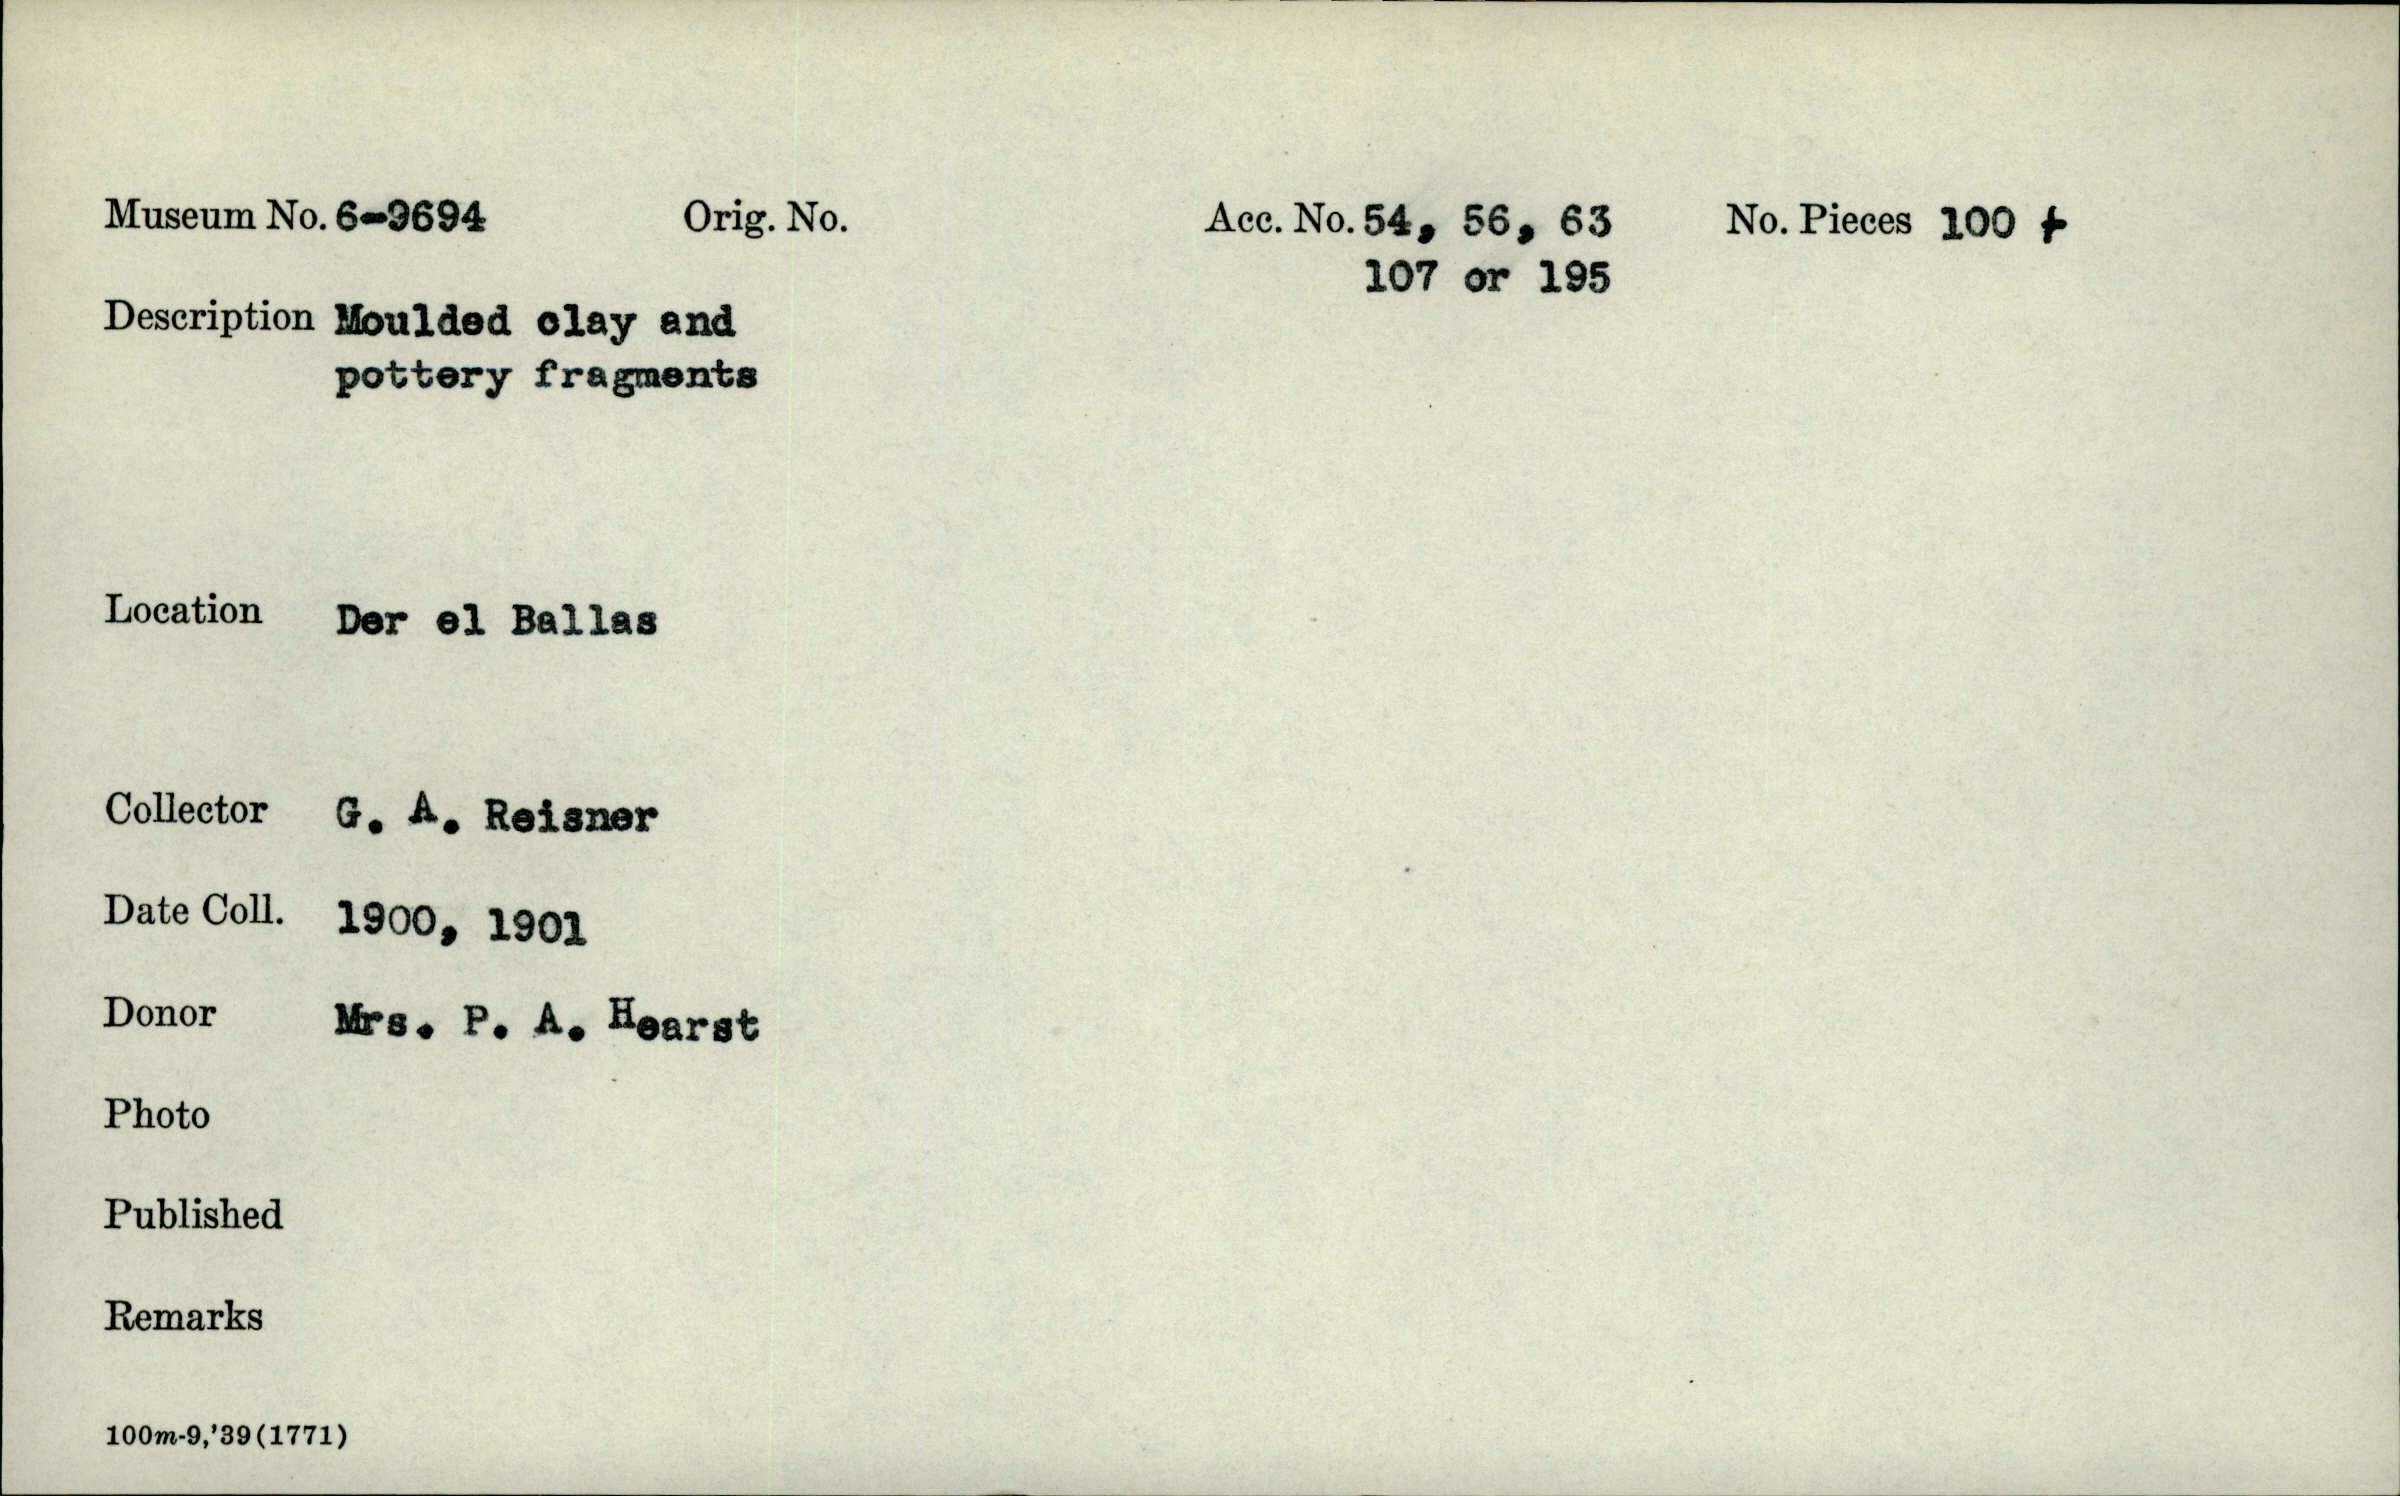 Museum No. 6-9694 Orig. No. Acc. No. 54, 56, 63 No. Pieces 100 +
107 or 195
Description Moulded clay and
pottery fragments
Location Der el Ballas
Collector G. A. Reisner
Date Coll. 1900, 1901
Donor Mrs. P. A. Hearst
Photo
Published
Remarks
100m-9,'39(1771)